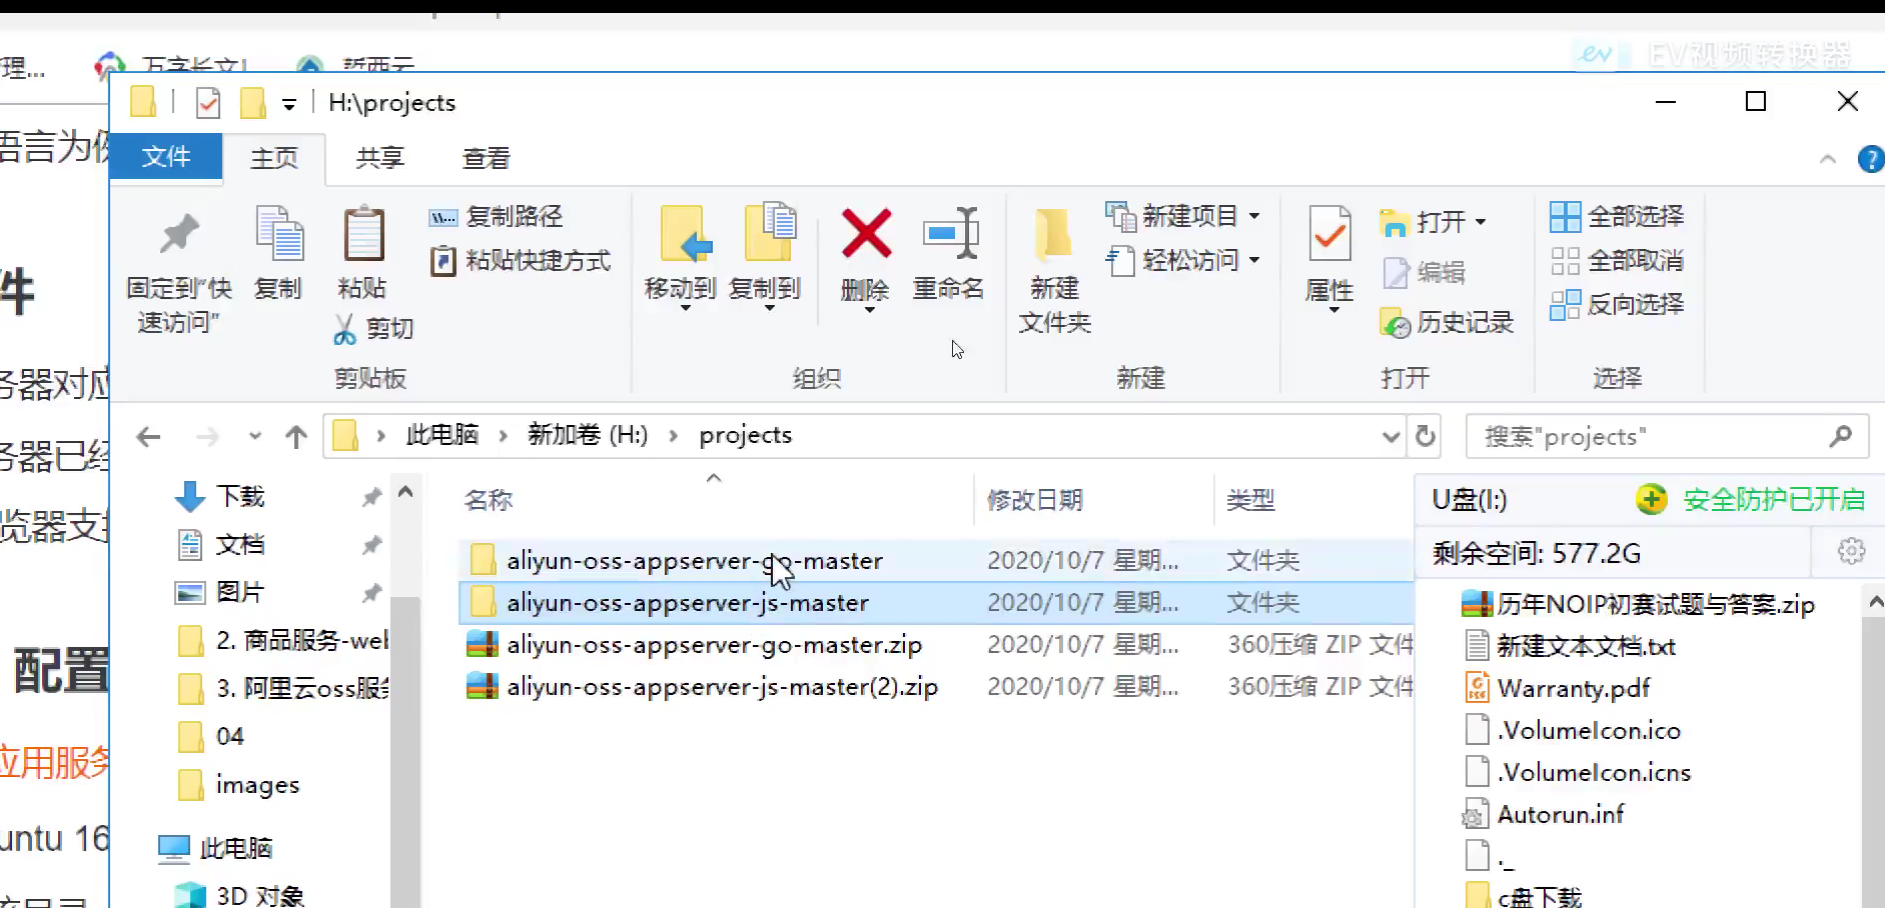 EV视频转换器
理...
万字长文!
哲西云
H:\projects
语言为例
文件
主页
共享
查看
固定到"快
速访问"
复制
粘贴
复制路径
粘贴快捷方式
剪切
剪贴板
移动到
复制到
删除
重命名
组织
新建
文件夹
新建项目
轻松访问
新建
属性
打开
编辑
历史记录
打开
全部选择
全部取消
反向选择
选择
件
务器对应
务器已经
览器支持
配置
应用服务
untu 16
此电脑
新加卷 (H:)
projects
搜索"projects"
下载
文档
图片
2. 商品服务-web
3. 阿里云oss服务
04
images
此电脑
3D 对象
名称
修改日期
类型
aliyun-oss-appserver-go-master
2020/10/7 星期...
文件夹
aliyun-oss-appserver-js-master
2020/10/7 星期...
文件夹
aliyun-oss-appserver-go-master.zip
2020/10/7 星期...
360压缩 ZIP 文件
aliyun-oss-appserver-js-master(2).zip
2020/10/7 星期...
360压缩 ZIP 文件
U盘(I:)
安全防护已开启
剩余空间: 577.2G
历年NOIP初赛试题与答案.zip
新建文本文档.txt
Warranty.pdf
.VolumeIcon.ico
.VolumeIcon.icns
Autorun.inf
._
c盘下载